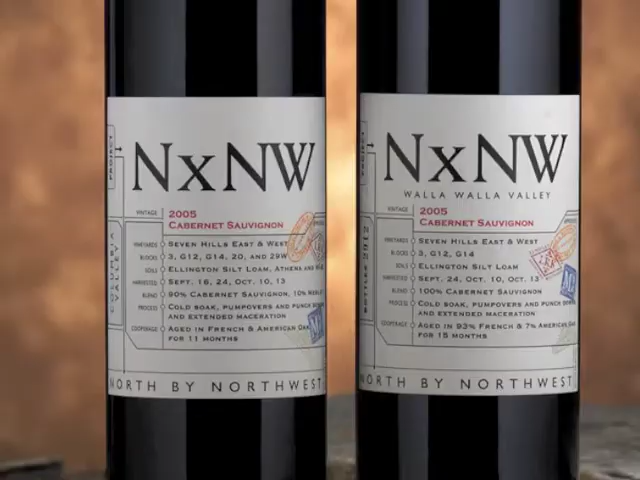 NxNW
PROJECT
COLUMBIA VALLEY
VINTAGE 2005
CABERNET SAUVIGNON
VINEYARDS SEVEN HILLS EAST & WEST
BLOCKS 3, G12, G14, 20, AND 29W
SOILS ELLINGTON SILT LOAM, ATHENA AND
HARVESTED SEPT. 16, 24, OCT. 10, 13
BLEND 90% CABERNET SAUVIGNON, 10%
PROCESS COLD SOAK, PUMPOVERS AND PUNCH
AND EXTENDED MACERATION
COOPERAGE AGED IN FRENCH & AMERICAN OAK
FOR 11 MONTHS
NORTH BY NORTHWEST
NxNW
WALLA WALLA VALLEY
PROJECT
VINTAGE 2005
CABERNET SAUVIGNON
VINEYARDS SEVEN HILLS EAST & WEST
BLOCKS 3, G12, G14
SOILS ELLINGTON SILT LOAM
HARVESTED SEPT. 24, OCT. 10, 13
BLEND 100% CABERNET SAUVIGNON
PROCESS COLD SOAK, PUMPOVERS AND PUNCH
AND EXTENDED MACERATION
COOPERAGE AGED IN 93% FRENCH & 7% AMERICAN
FOR 15 MONTHS
NORTH BY NORTHWEST